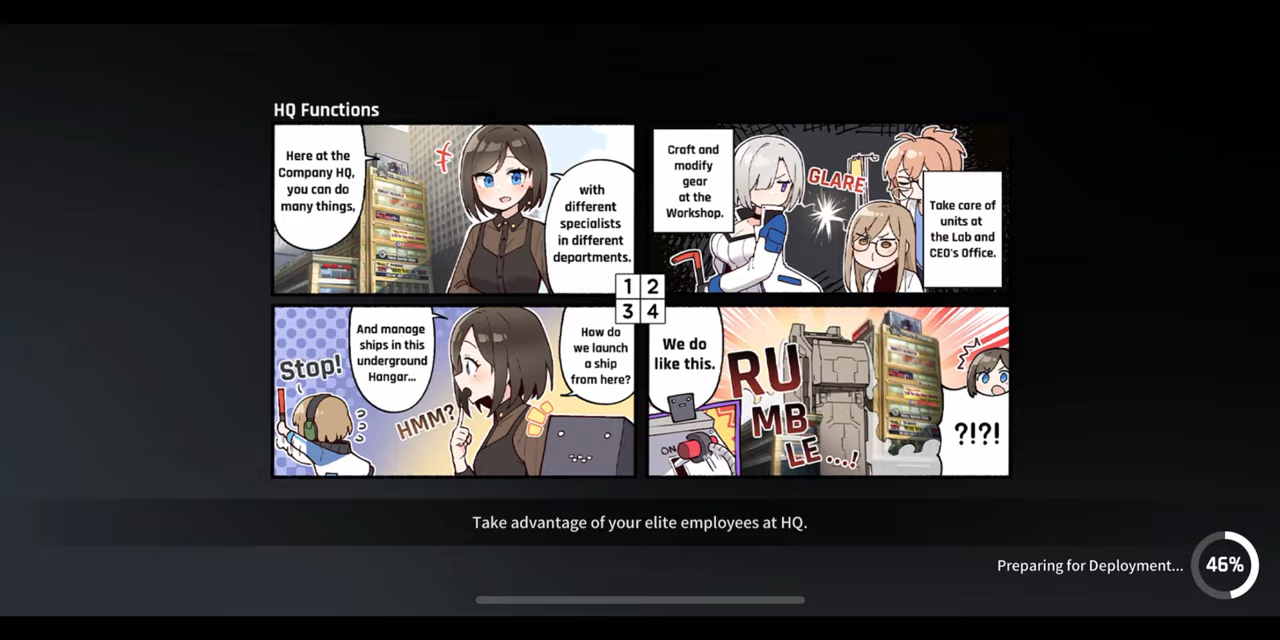 HQ Functions
Here at the
Company HQ,
you can do
many things,
with
different
specialists
in different
departments.
Craft and
modify
gear
at the
Workshop.
GLARE
Take care of
units at
the Lab and
CEO's Office.
1 2
3 4
Stop!
And manage
ships in this
underground
Hangar...
HMM?
How do
we launch
a ship
from here?
We do
like this.
ON
RU
MB
LE...!
?!?!
Take advantage of your elite employees at HQ.
Preparing for Deployment...
46%